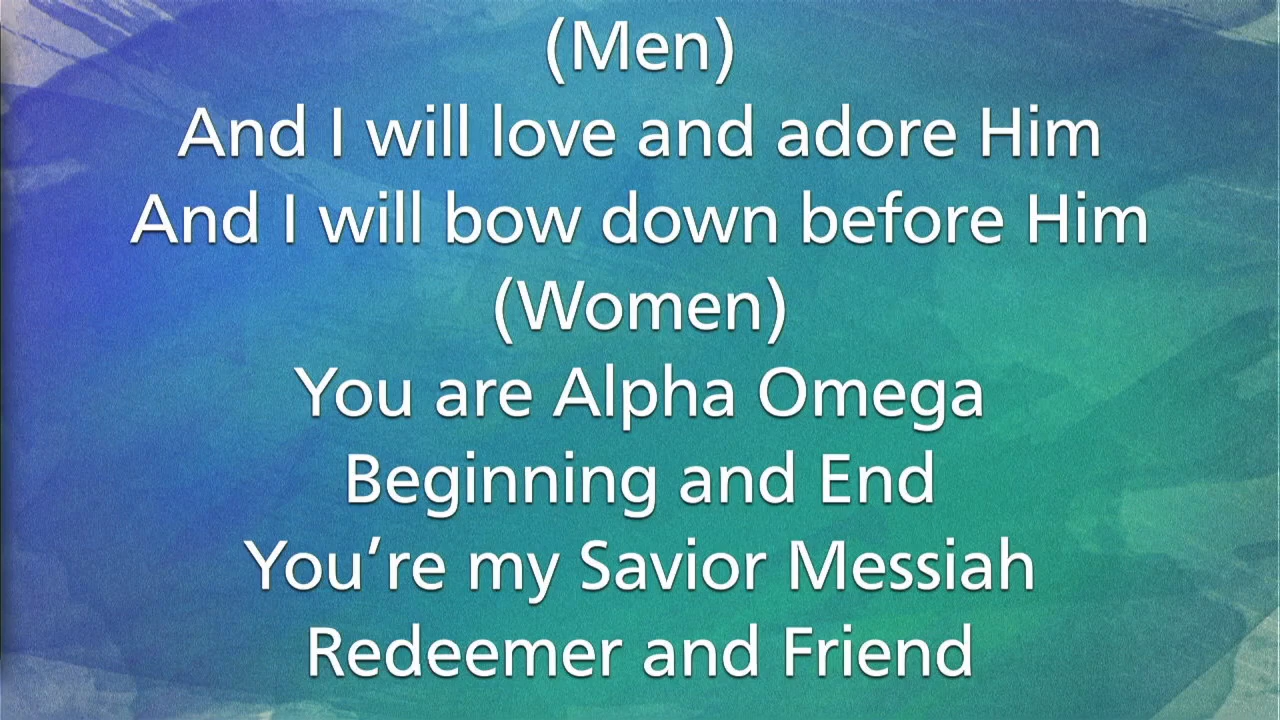 (Men)
And I will love and adore Him
And I will bow down before Him
(Women)
You are Alpha Omega
Beginning and End
You’re my Savior Messiah
Redeemer and Friend